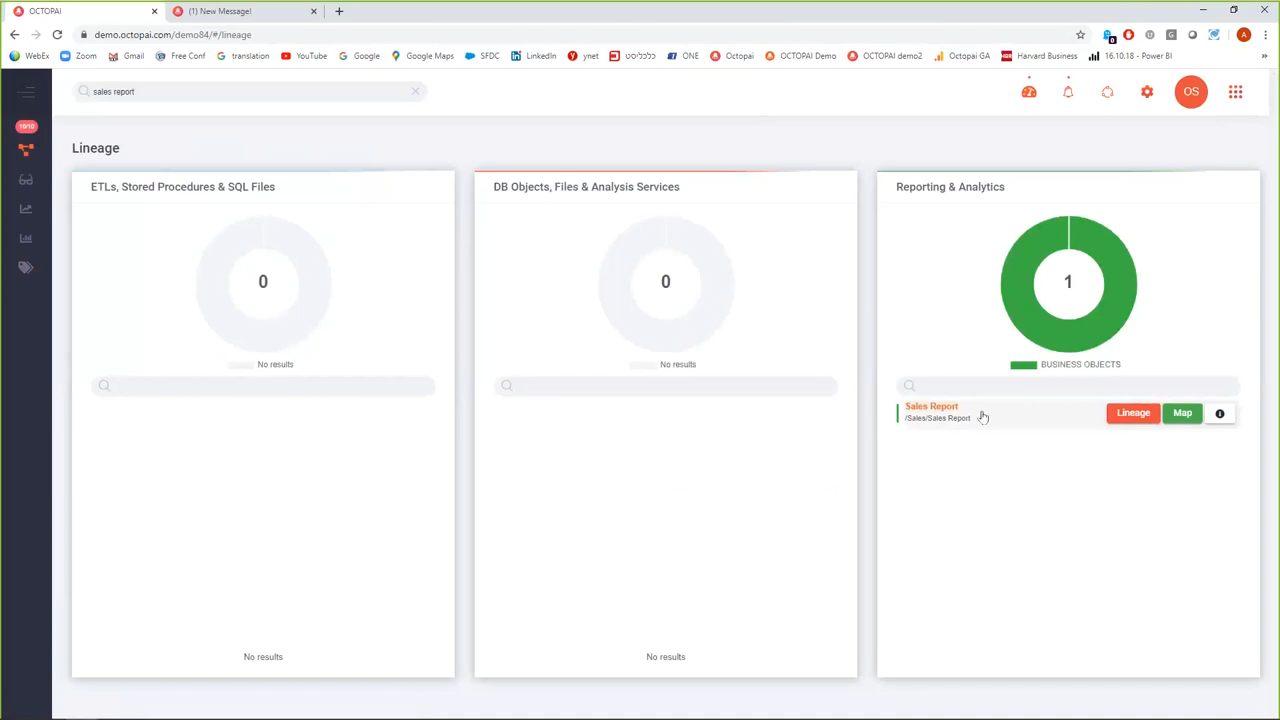 OCTOPAI
(1) New Message!
demo.octopai.com/demo84/#/lineage
0
A
WebEx
Zoom
Gmail
Free Conf
translation
YouTube
Google
Google Maps
SFDC
LinkedIn
ynet
כלכליסט
ONE
Octopai
OCTOPAI Demo
OCTOPAI demo2
Octopai GA
Harvard Business
16.10.18 - Power BI
»
sales report
OS
10/10
Lineage
ETLs, Stored Procedures & SQL Files
0
No results
No results
DB Objects, Files & Analysis Services
0
No results
No results
Reporting & Analytics
1
BUSINESS OBJECTS
Sales Report
/Sales/Sales Report
Lineage
Map